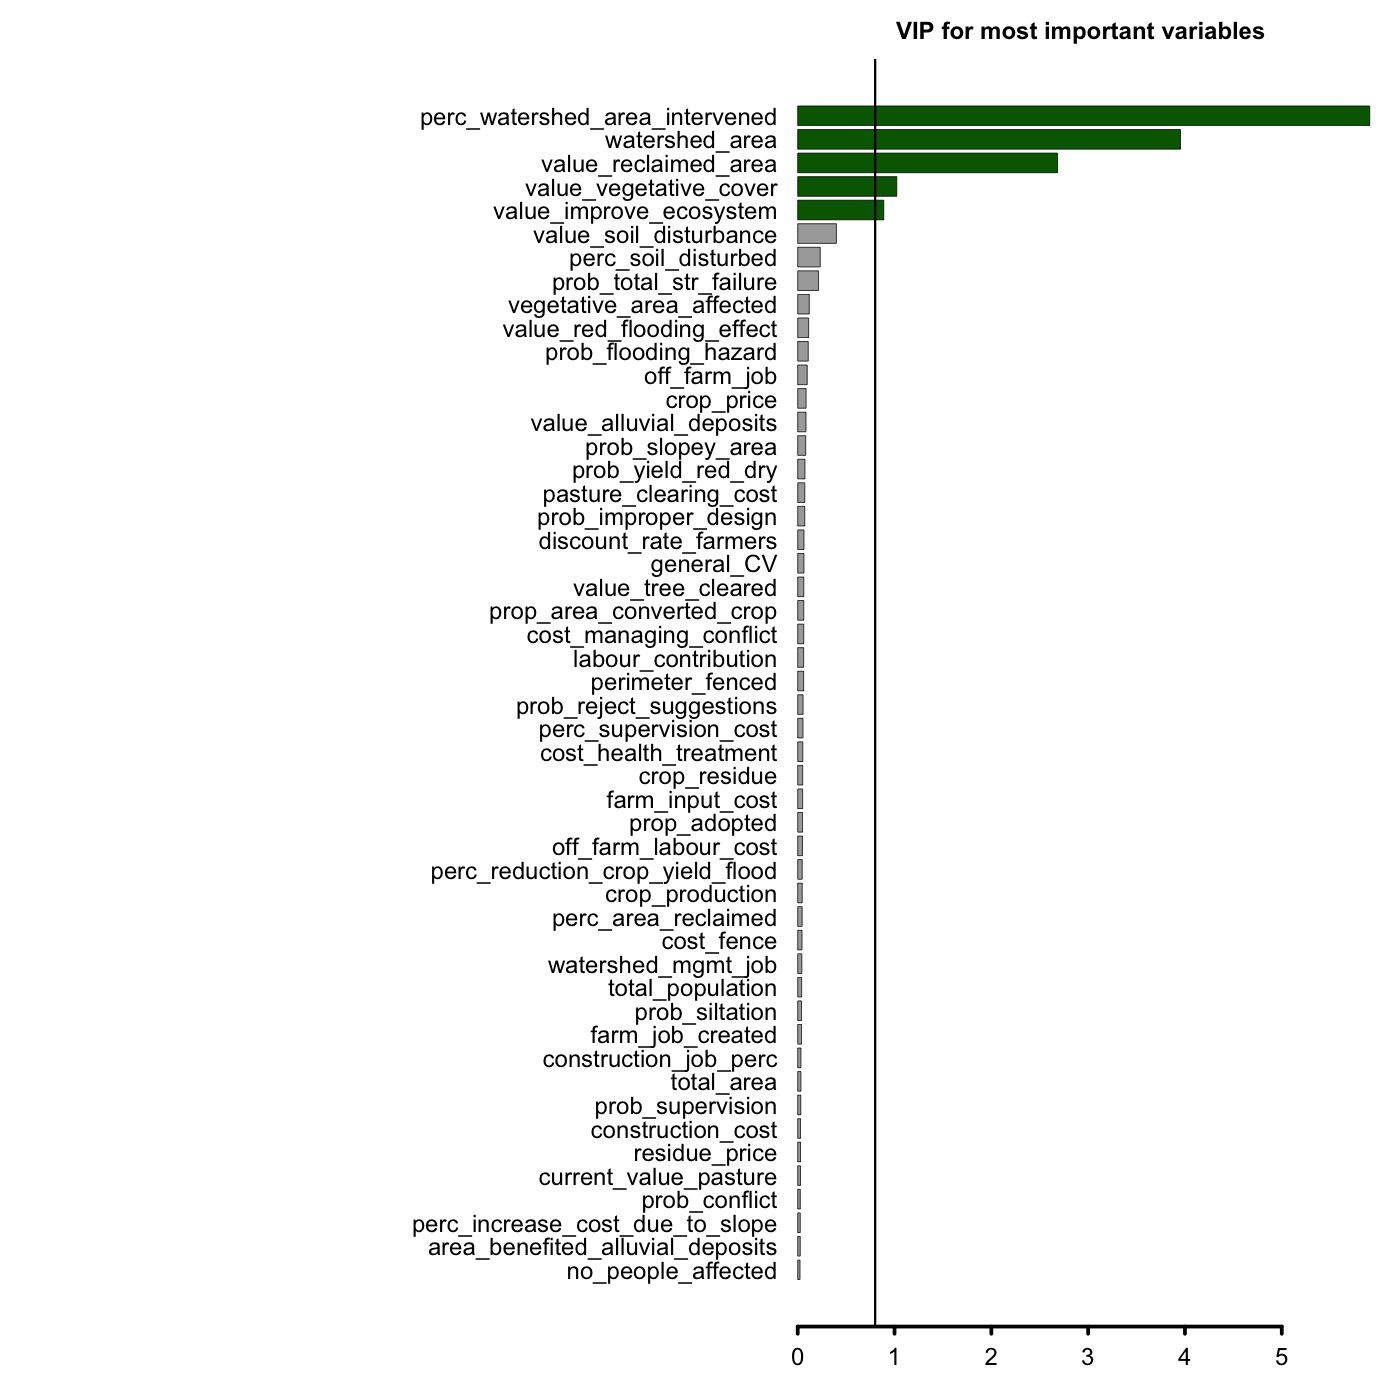 VIP for most important variables
perc_watershed_area_intervened
watershed_area
value_reclaimed_area
value_vegetative_cover
value_improve_ecosystem
value_soil_disturbance
perc_soil_disturbed
prob_total_str_failure
vegetative_area_affected
value_red_flooding_effect
prob_flooding_hazard
off_farm_job
crop_price
value_alluvial_deposits
prob_slopey_area
prob_yield_red_dry
pasture_clearing_cost
prob_improper_design
discount_rate_farmers
general_CV
value_tree_cleared
prop_area_converted_crop
cost_managing_conflict
labour_contribution
perimeter_fenced
prob_reject_suggestions
perc_supervision_cost
cost_health_treatment
crop_residue
farm_input_cost
prop_adopted
off_farm_labour_cost
perc_reduction_crop_yield_flood
crop_production
perc_area_reclaimed
cost_fence
watershed_mgmt_job
total_population
prob_siltation
farm_job_created
construction_job_perc
total_area
prob_supervision
construction_cost
residue_price
current_value_pasture
prob_conflict
perc_increase_cost_due_to_slope
area_benefited_alluvial_deposits
no_people_affected
0 1 2 3 4 5